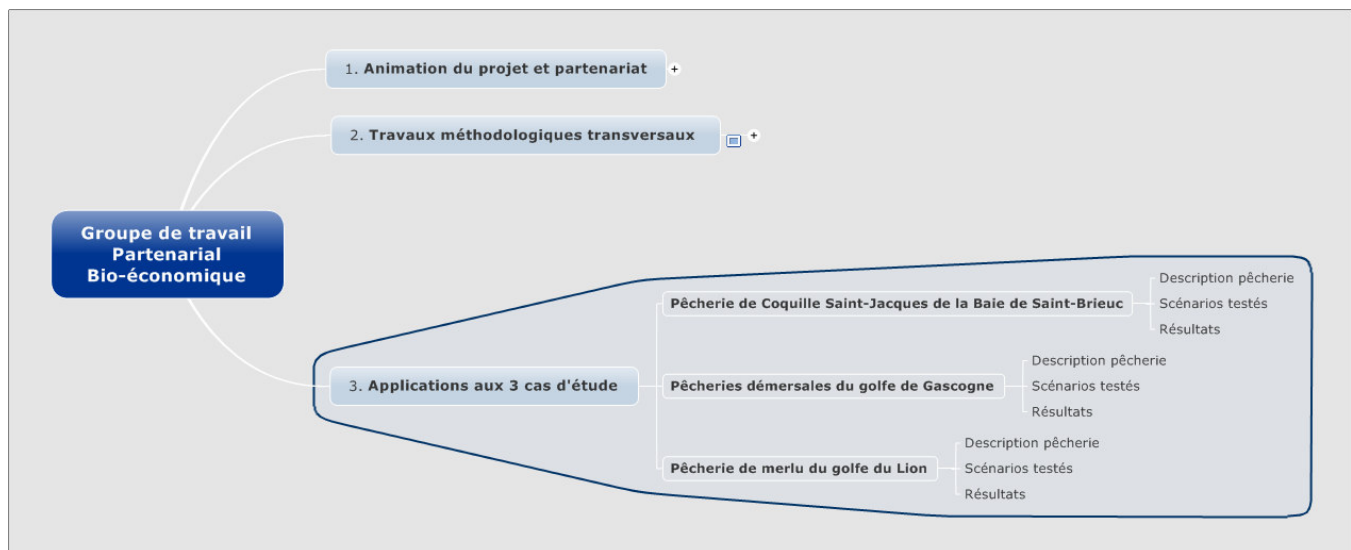 1. Animation du projet et partenariat
2. Travaux méthodologiques transversaux
Groupe de travail
Partenarial
Bio-économique
3. Applications aux 3 cas d'étude
Pêcherie de Coquille Saint-Jacques de la Baie de Saint-Brieuc
Description pêcherie
Scénarios testés
Résultats
Pêcheries démersales du golfe de Gascogne
Description pêcherie
Scénarios testés
Résultats
Pêcherie de merlu du golfe du Lion
Description pêcherie
Scénarios testés
Résultats